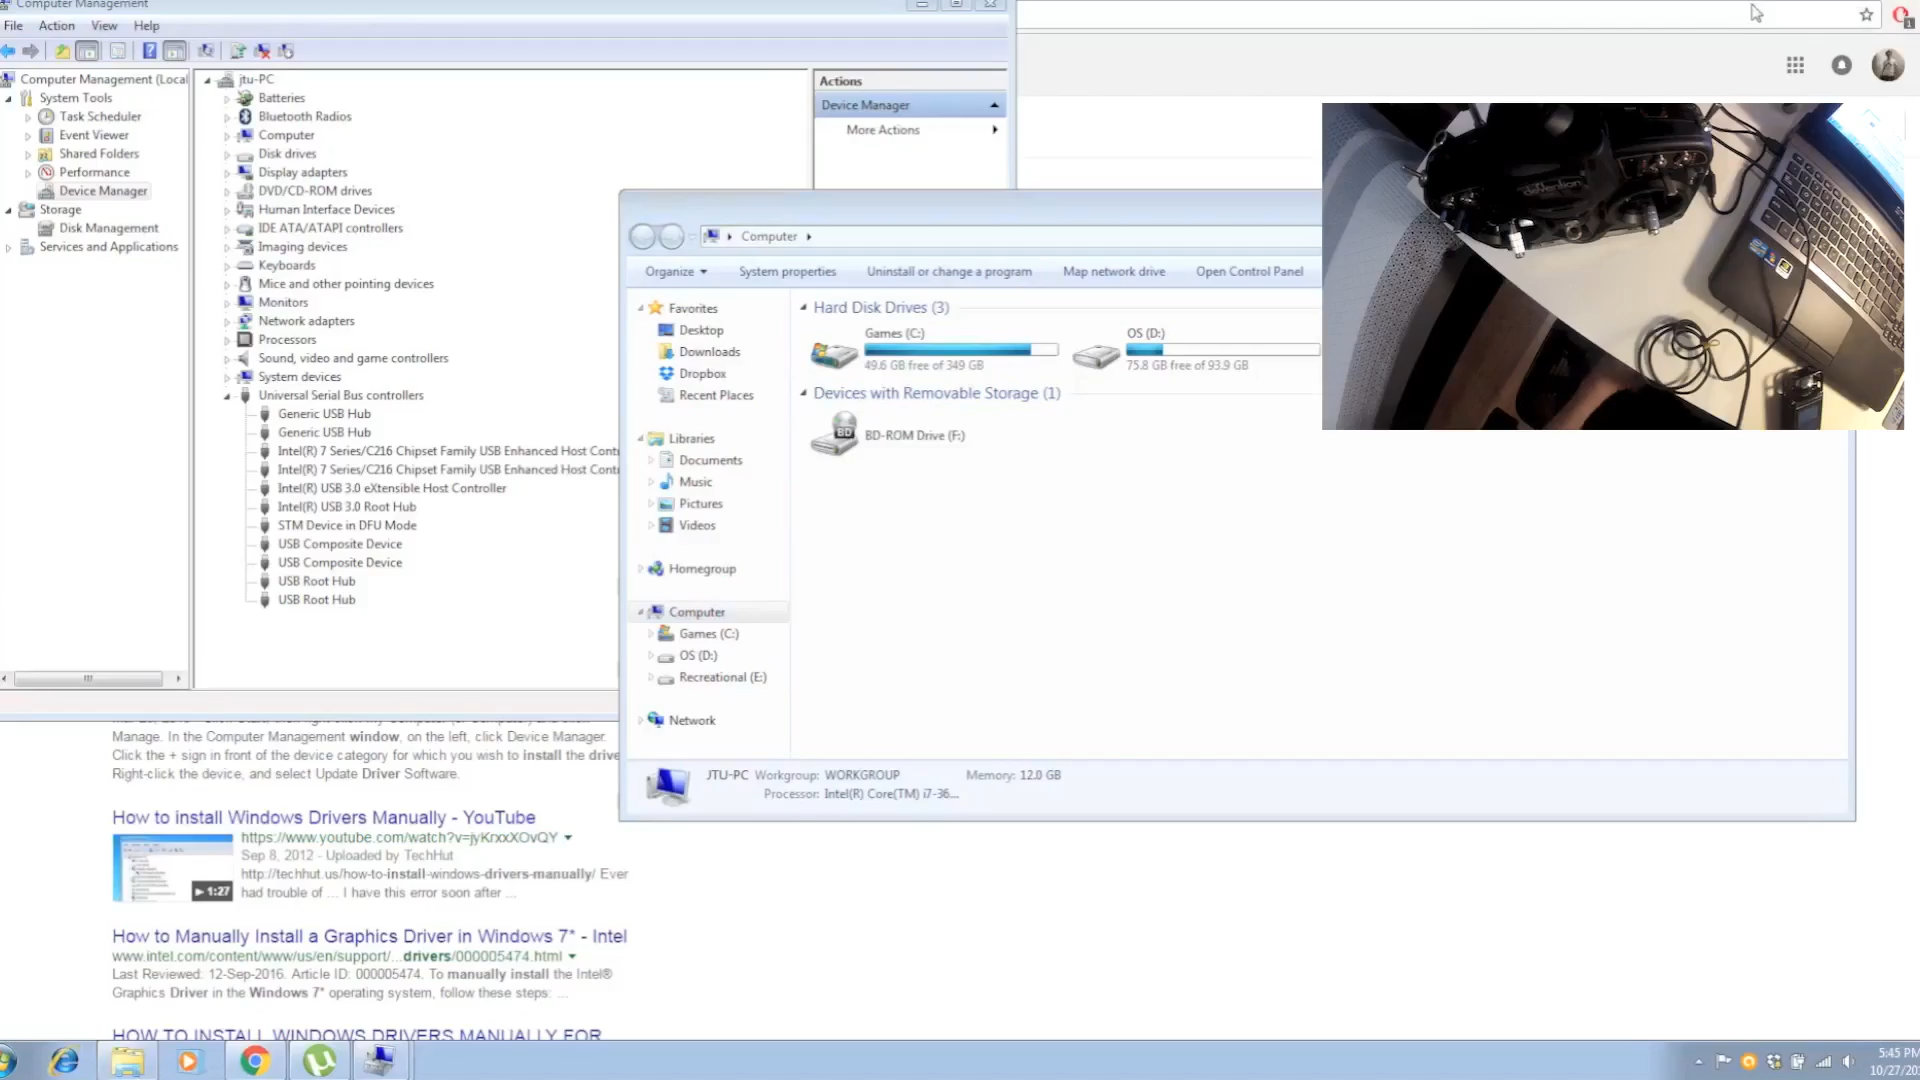 Computer Management
File Action View Help
Computer Management (Local
System Tools
Task Scheduler
Event Viewer
Shared Folders
Performance
Device Manager
Storage
Disk Management
Services and Applications
jtu-PC
Batteries
Bluetooth Radios
Computer
Disk drives
Display adapters
DVD/CD-ROM drives
Human Interface Devices
IDE ATA/ATAPI controllers
Imaging devices
Keyboards
Mice and other pointing devices
Monitors
Network adapters
Processors
Sound, video and game controllers
System devices
Universal Serial Bus controllers
Generic USB Hub
Generic USB Hub
Intel(R) 7 Series/C216 Chipset Family USB Enhanced Host Contr
Intel(R) 7 Series/C216 Chipset Family USB Enhanced Host Contr
Intel(R) USB 3.0 eXtensible Host Controller
Intel(R) USB 3.0 Root Hub
STM Device in DFU Mode
USB Composite Device
USB Composite Device
USB Root Hub
USB Root Hub
Actions
Device Manager
More Actions
Computer
Organize System properties Uninstall or change a program Map network drive Open Control Panel
Favorites
Desktop
Downloads
Dropbox
Recent Places
Libraries
Documents
Music
Pictures
Videos
Homegroup
Computer
Games (C:)
OS (D:)
Recreational (E:)
Network
Hard Disk Drives (3)
Games (C:)
49.6 GB free of 349 GB
OS (D:)
75.8 GB free of 93.9 GB
Devices with Removable Storage (1)
BD
BD-ROM Drive (F:)
JTU-PC Workgroup: WORKGROUP Memory: 12.0 GB
Processor: Intel(R) Core(TM) i7-36...
DEVENTION
Manage. In the Computer Management window, on the left, click Device Manager.
Click the + sign in front of the device category for which you wish to install the drive
Right-click the device, and select Update Driver Software.
How to install Windows Drivers Manually - YouTube
https://www.youtube.com/watch?v=jyKrxxXOvQY
Sep 8, 2012 - Uploaded by TechHut
http://techhut.us/how-to-install-windows-drivers-manually/ Ever
had trouble of ... I have this error soon after ...
1:27
How to Manually Install a Graphics Driver in Windows 7* - Intel
www.intel.com/content/www/us/en/support/...drivers/000005474.html
Last Reviewed: 12-Sep-2016. Article ID: 000005474. To manually install the Intel®
Graphics Driver in the Windows 7* operating system, follow these steps: ...
HOW TO INSTALL WINDOWS DRIVERS MANUALLY FOR
5:45 PM
10/27/20